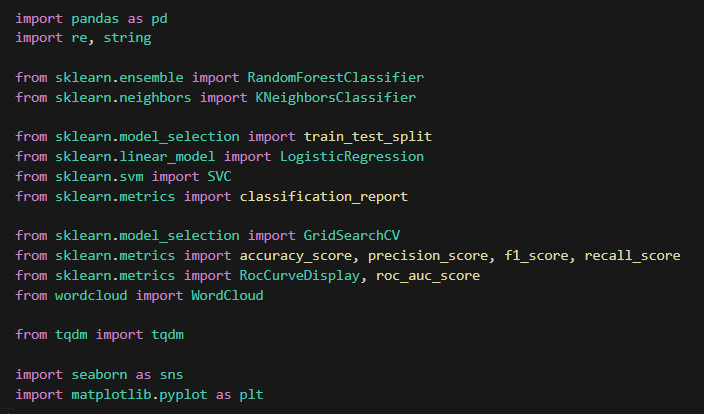 import pandas as pd
import re, string
from sklearn.ensemble import RandomForestClassifier
from sklearn.neighbors import KNeighborsClassifier
from sklearn.model_selection import train_test_split
from sklearn.linear_model import LogisticRegression
from sklearn.svm import SVC
from sklearn.metrics import classification_report
from sklearn.model_selection import GridSearchCV
from sklearn.metrics import accuracy_score, precision_score, f1_score, recall_score
from sklearn.metrics import RocCurveDisplay, roc_auc_score
from wordcloud import WordCloud
from tqdm import tqdm
import seaborn as sns
import matplotlib.pyplot as plt